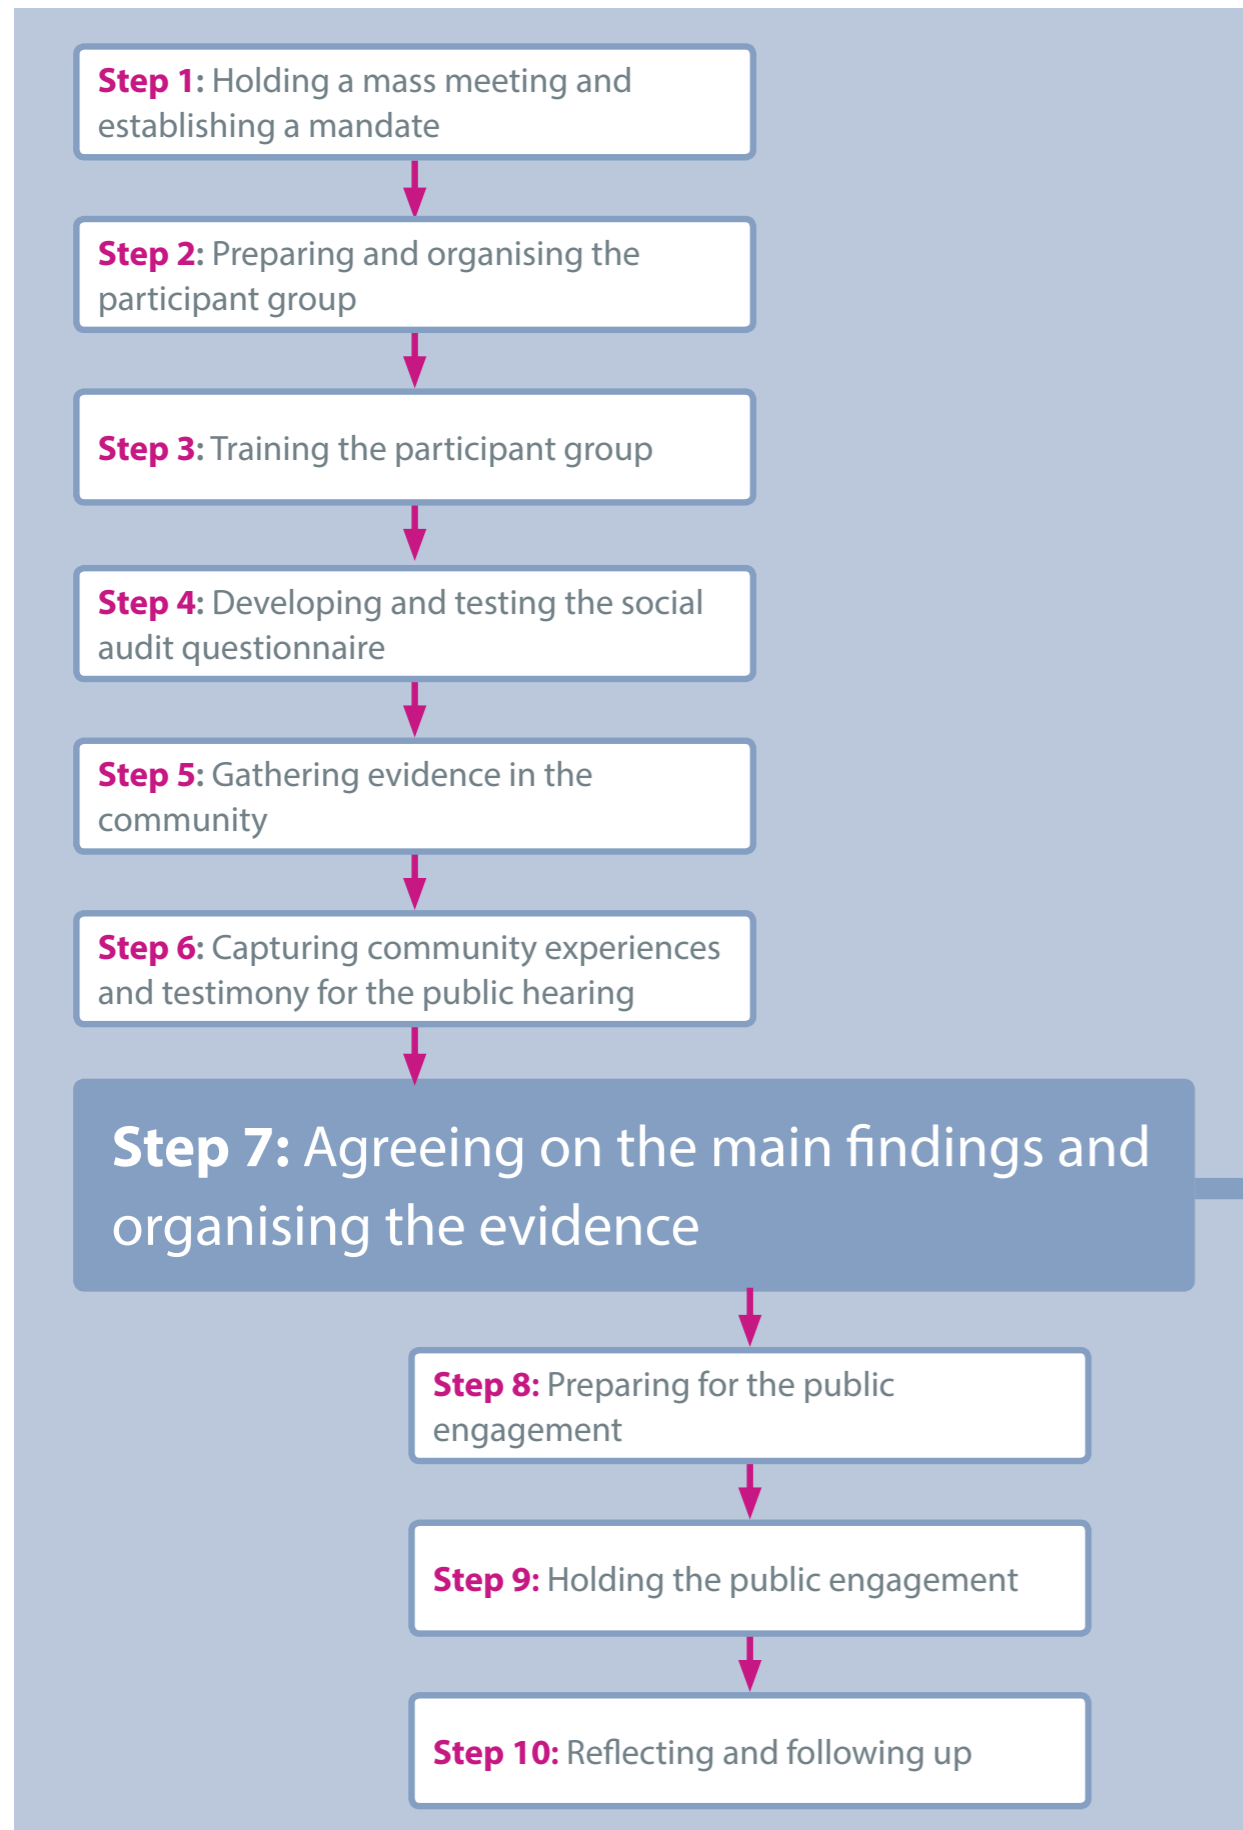 Step 1: Holding a mass meeting and
establishing a mandate
Step 2: Preparing and organising the
participant group
Step 3: Training the participant group
Step 4: Developing and testing the social
audit questionnaire
Step 5: Gathering evidence in the
community
Step 6: Capturing community experiences
and testimony for the public hearing
Step 7: Agreeing on the main findings and
organising the evidence
Step 8: Preparing for the public
engagement
Step 9: Holding the public engagement
Step 10: Reflecting and following up